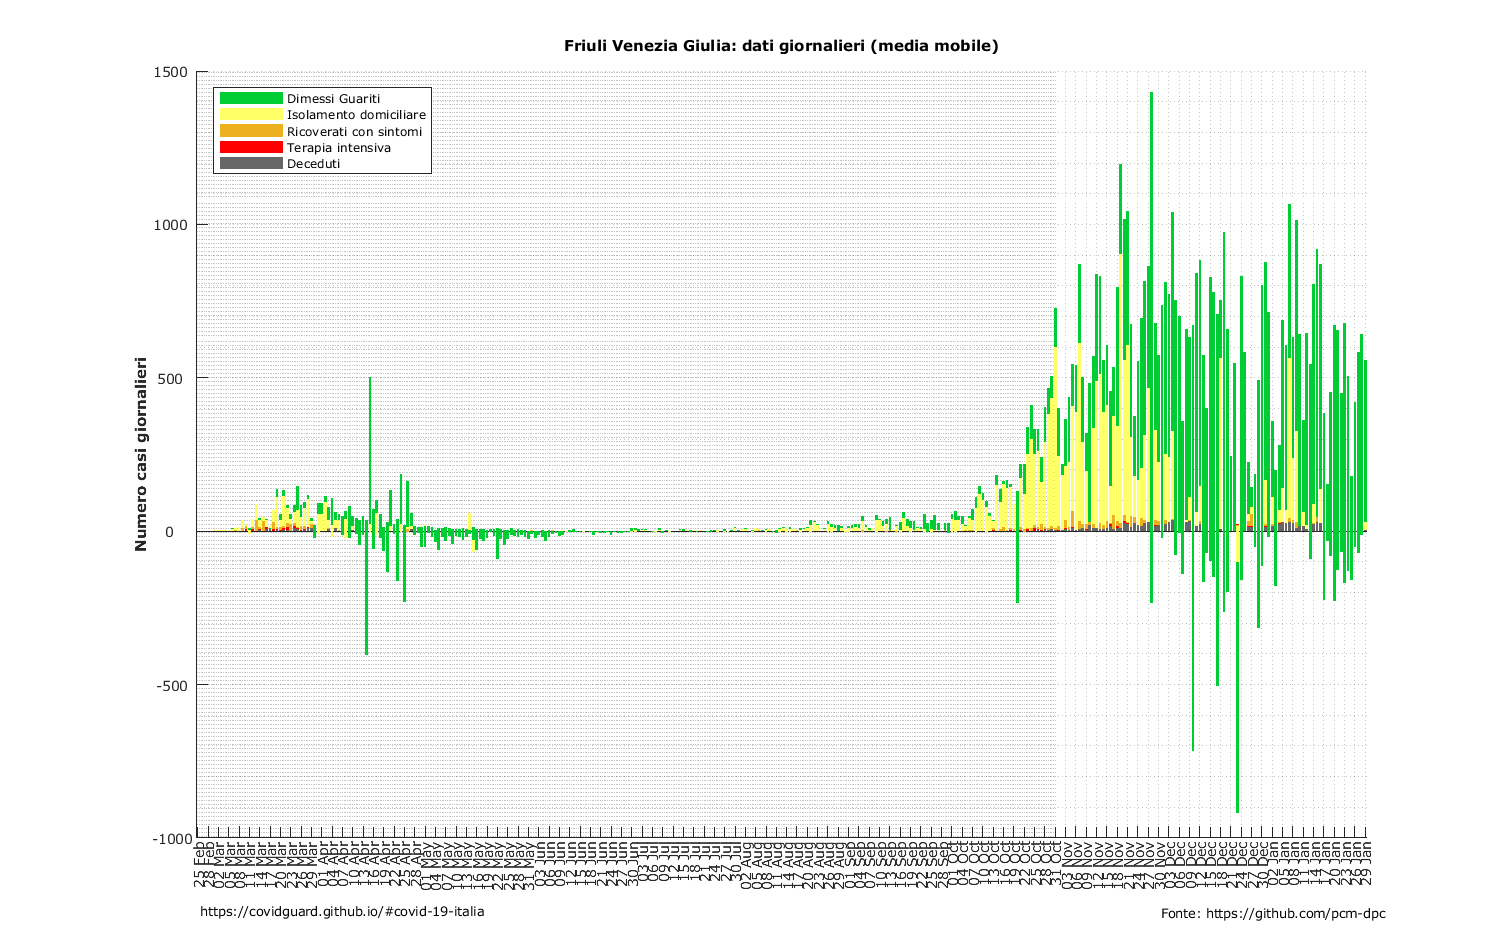 Friuli Venezia Giulia: dati giornalieri (media mobile)
1500
1000
500
0
-500
-1000
Numero casi giornalieri
Dimessi Guariti
Isolamento domiciliare
Ricoverati con sintomi
Terapia intensiva
Deceduti
25 Feb
28 Feb
02 Mar
05 Mar
08 Mar
11 Mar
14 Mar
17 Mar
20 Mar
23 Mar
26 Mar
29 Mar
01 Apr
04 Apr
07 Apr
10 Apr
13 Apr
16 Apr
19 Apr
22 Apr
25 Apr
28 Apr
01 May
04 May
07 May
10 May
13 May
16 May
19 May
22 May
25 May
28 May
31 May
03 Jun
06 Jun
09 Jun
12 Jun
15 Jun
18 Jun
21 Jun
24 Jun
27 Jun
30 Jun
03 Jul
06 Jul
09 Jul
12 Jul
15 Jul
18 Jul
21 Jul
24 Jul
27 Jul
30 Jul
02 Aug
05 Aug
08 Aug
11 Aug
14 Aug
17 Aug
20 Aug
23 Aug
26 Aug
29 Aug
01 Sep
04 Sep
07 Sep
10 Sep
13 Sep
16 Sep
19 Sep
22 Sep
25 Sep
28 Sep
01 Oct
04 Oct
07 Oct
10 Oct
13 Oct
16 Oct
19 Oct
22 Oct
25 Oct
28 Oct
31 Oct
03 Nov
06 Nov
09 Nov
12 Nov
15 Nov
18 Nov
21 Nov
24 Nov
27 Nov
30 Nov
03 Dec
06 Dec
09 Dec
12 Dec
15 Dec
18 Dec
21 Dec
24 Dec
27 Dec
30 Dec
02 Jan
05 Jan
08 Jan
11 Jan
14 Jan
17 Jan
20 Jan
23 Jan
26 Jan
29 Jan
https://covidguard.github.io/#covid-19-italia
Fonte: https://github.com/pcm-dpc